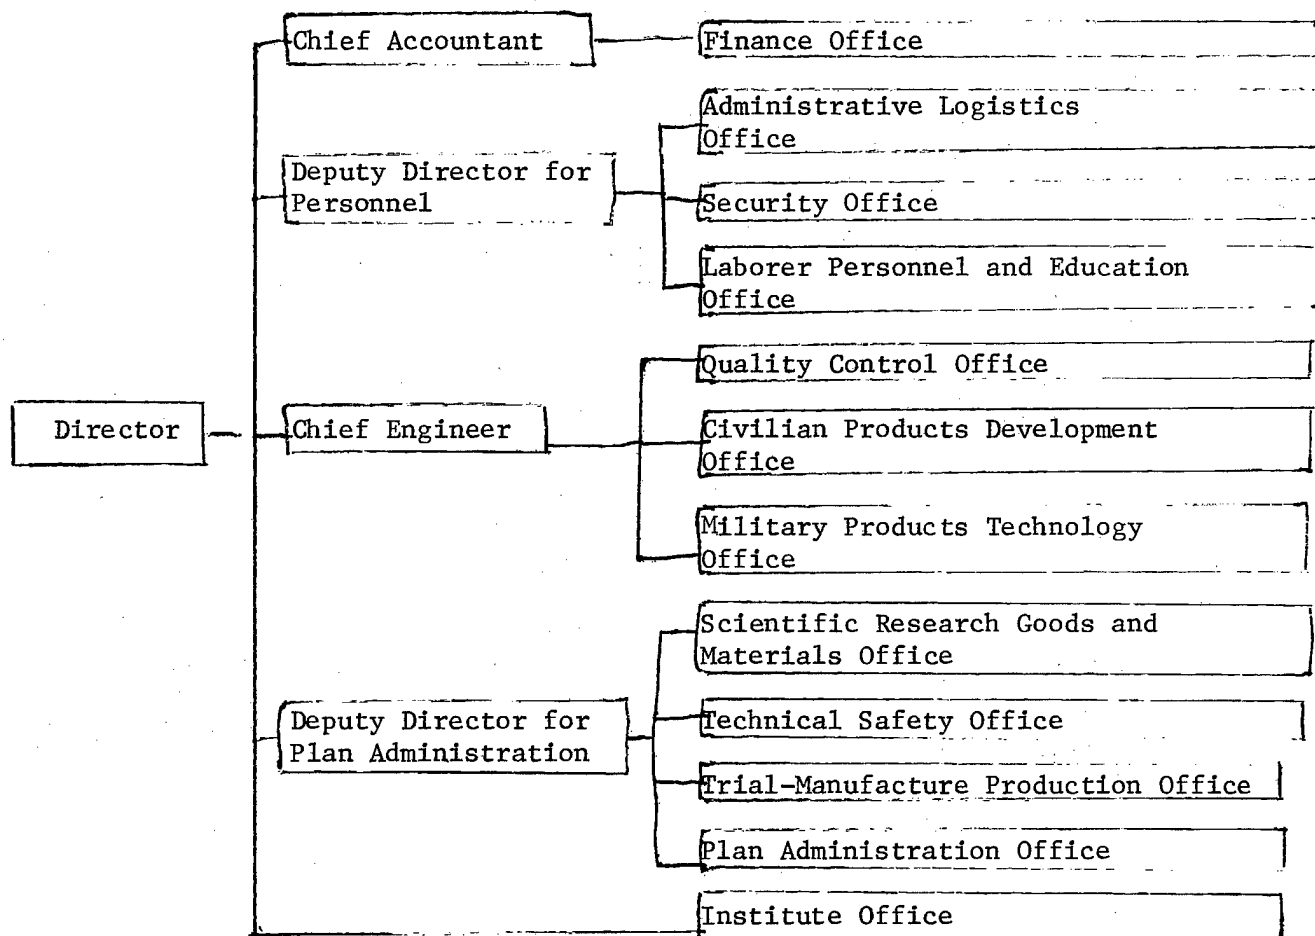 Chief Accountant
Finance Office
Administrative Logistics
Office
Deputy Director for
Personnel
Security Office
Laborer Personnel and Education
Office
Quality Control Office
Director
Chief Engineer
Civilian Products Development
Office
Military Products Technology
Office
Scientific Research Goods and
Materials Office
Deputy Director for
Plan Administration
Technical Safety Office
Trial-Manufacture Production Office
Plan Administration Office
Institute Office